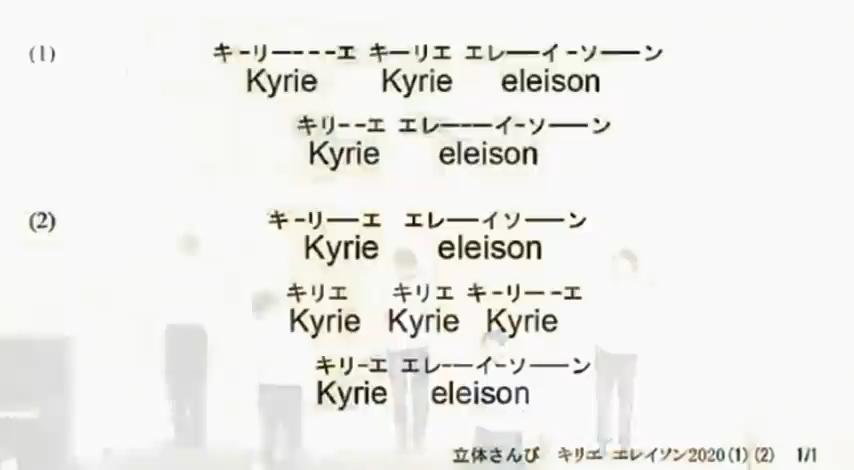 (1) キ-リ----エ キ―リエ エレ――イ-ソ――ン
Kyrie Kyrie eleison
キリ--エ エレ―-―イ-ソ――ン
Kyrie eleison
(2) キ-リ――エ エレ――イソ――ン
Kyrie eleison
キリエ キリエ キ-リ―-エ
Kyrie Kyrie Kyrie
キリ-エ エレ-―イ-ソ――ン
Kyrie eleison
立体さんび キリエ エレイソン2020(1)(2) 1/1